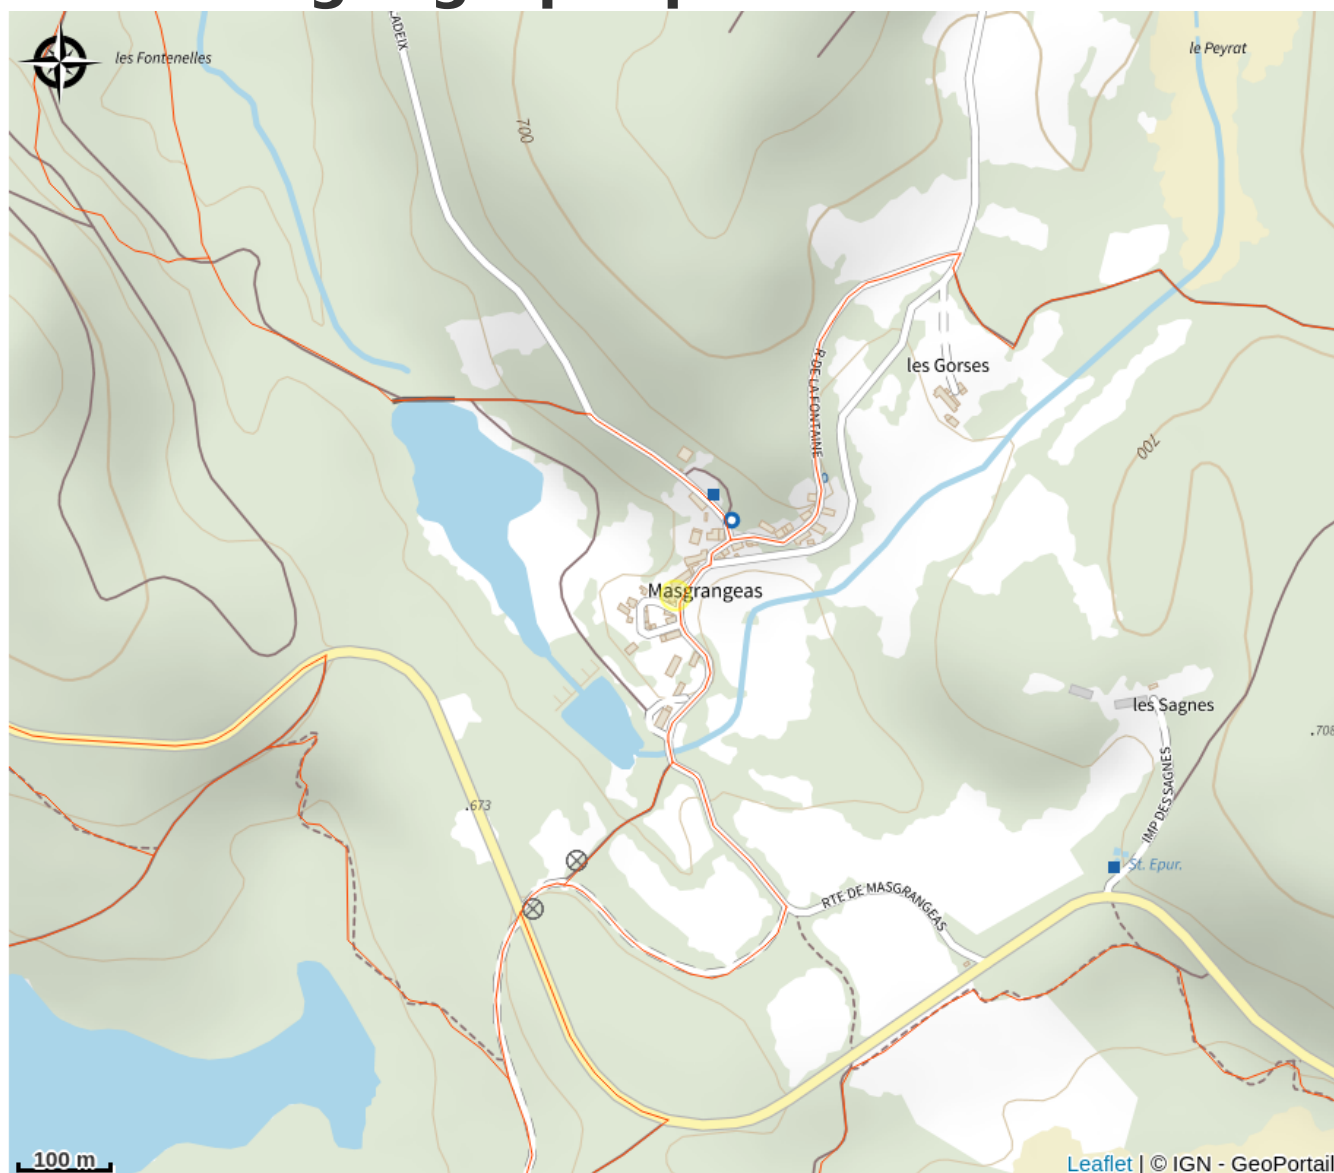 CADEIX
les Fontenelles
le Peyrat
700
les Gorses
R DE LA FONTAINE
700
Masgrangeas
les Sagnes
.708
IMP DES SAGNES
.673
St. Epur.
RTE DE MASGRANGEAS
100 m
Leaflet | © IGN - GeoPortail